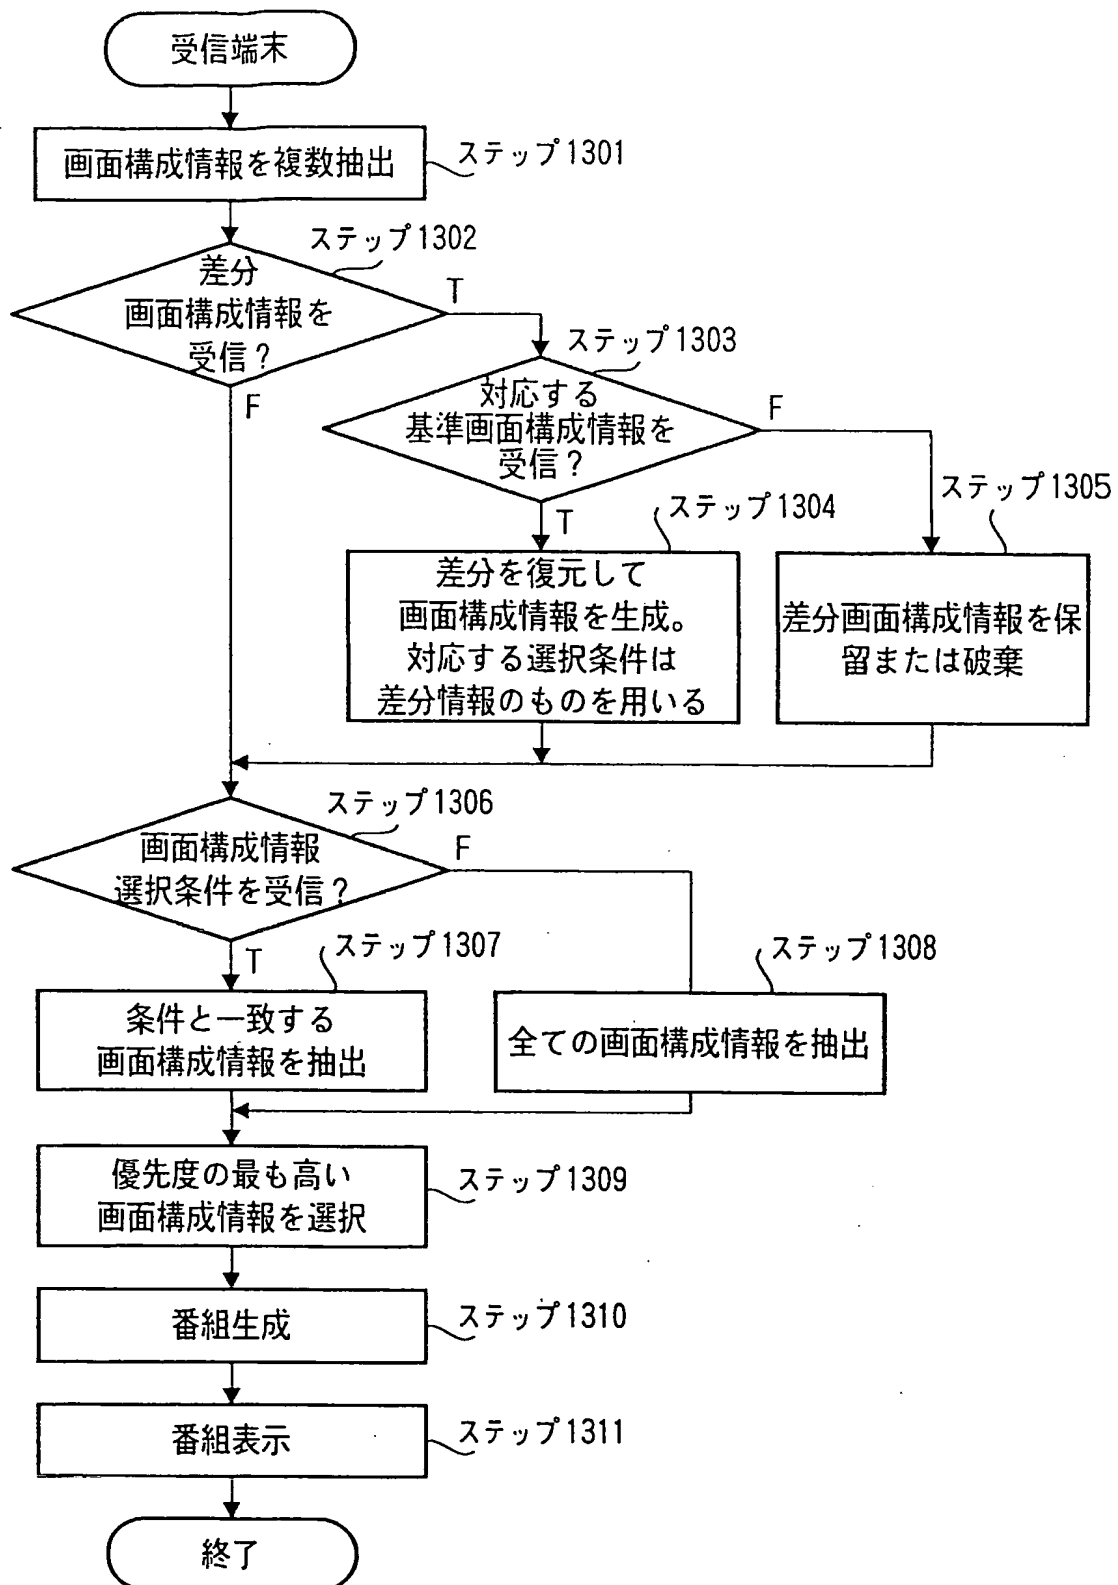 受信端末
画面構成情報を複数抽出
ステップ1301
ステップ1302
差分
画面構成情報を
受信?
T
F
ステップ1303
対応する
基準画面構成情報を
受信?
F
T
ステップ1304
差分を復元して
画面構成情報を生成。
対応する選択条件は
差分情報のものを用いる
ステップ1305
差分画面構成情報を保
留または破棄
ステップ1306
画面構成情報
選択条件を受信?
F
T
ステップ1307
条件と一致する
画面構成情報を抽出
ステップ1308
全ての画面構成情報を抽出
優先度の最も高い
画面構成情報を選択
ステップ1309
番組生成
ステップ1310
番組表示
ステップ1311
終了